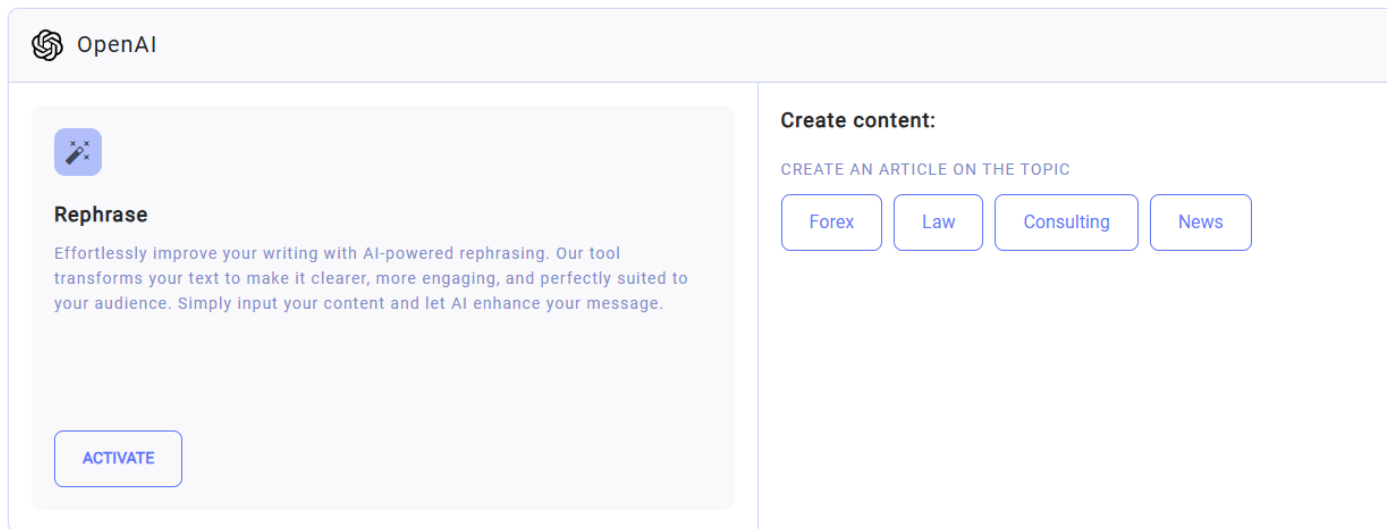 OpenAI
Rephrase
Effortlessly improve your writing with AI-powered rephrasing. Our tool
transforms your text to make it clearer, more engaging, and perfectly suited to
your audience. Simply input your content and let AI enhance your message.
ACTIVATE
Create content:
CREATE AN ARTICLE ON THE TOPIC
Forex Law Consulting News